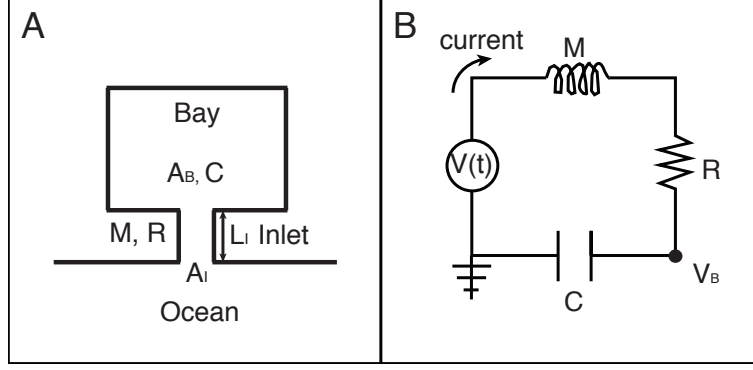 A
Bay
AB, C
M, R
LI Inlet
AI
Ocean
B
current
M
V(t)
R
C
VB